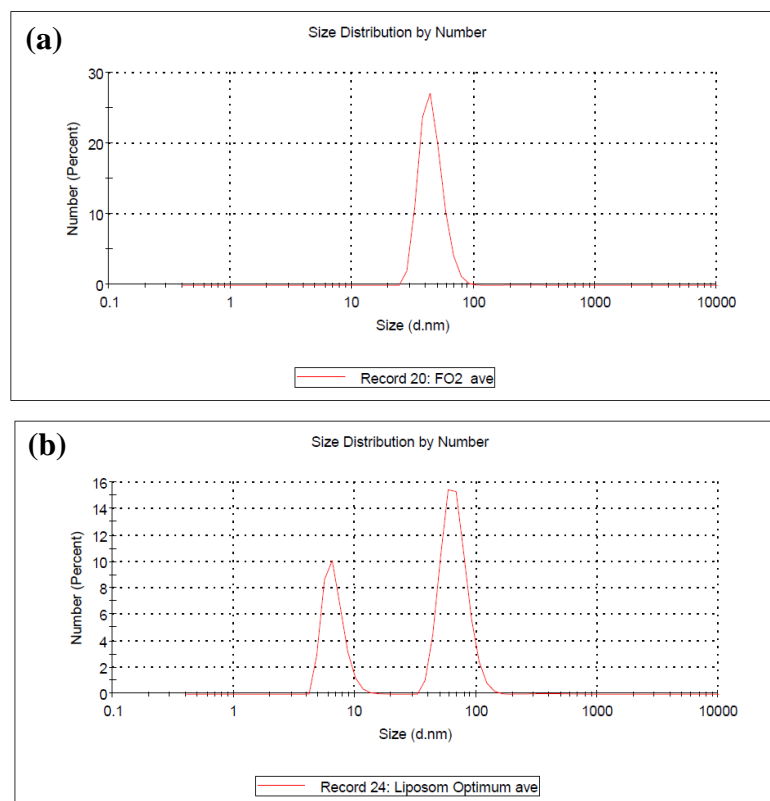 (a)
Size Distribution by Number
30
20
10
0
Number (Percent)
0.1 1 10 100 1000 10000
Size (d.nm)
Record 20: FO2 ave
(b)
Size Distribution by Number
16
14
12
10
8
6
4
2
0
Number (Percent)
0.1 1 10 100 1000 10000
Size (d.nm)
Record 24: Liposom Optimum ave